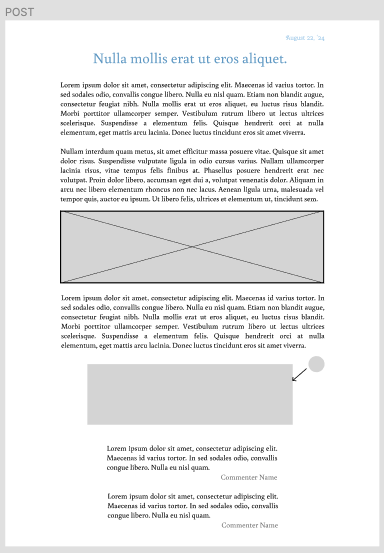 POST
August 22, '24
Nulla mollis erat ut eros aliquet.
Lorem ipsum dolor sit amet, consectetur adipiscing elit. Maecenas id varius tortor. In
sed sodales odio, convallis congue libero. Nulla eu nisl quam. Etiam non blandit augue,
consectetur feugiat nibh. Nulla mollis erat ut eros aliquet, eu luctus risus blandit.
Morbi porttitor ullamcorper semper. Vestibulum rutrum libero ut lectus ultrices
scelerisque. Suspendisse a elementum felis. Quisque hendrerit orci at nulla
elementum, eget mattis arcu lacinia. Donec luctus tincidunt eros sit amet viverra.
Nullam interdum quam metus, sit amet efficitur massa posuere vitae. Quisque sit amet
dolor risus. Suspendisse vulputate ligula in odio cursus varius. Nullam ullamcorper
lacinia risus, vitae tempus felis finibus at. Phasellus posuere hendrerit erat nec
volutpat. Proin dolor libero, accumsan eget dui a, volutpat venenatis dolor. Aliquam in
arcu nec libero elementum rhoncus non nec lacus. Aenean ligula urna, malesuada vel
tempor quis, auctor eu ipsum. Ut libero felis, ultrices et elementum at, tincidunt sem.
Lorem ipsum dolor sit amet, consectetur adipiscing elit. Maecenas id varius tortor. In
sed sodales odio, convallis congue libero. Nulla eu nisl quam. Etiam non blandit augue,
consectetur feugiat nibh. Nulla mollis erat ut eros aliquet, eu luctus risus blandit.
Morbi porttitor ullamcorper semper. Vestibulum rutrum libero ut lectus ultrices
scelerisque. Suspendisse a elementum felis. Quisque hendrerit orci at nulla
elementum, eget mattis arcu lacinia. Donec luctus tincidunt eros sit amet viverra.
Lorem ipsum dolor sit amet, consectetur adipiscing elit.
Maecenas id varius tortor. In sed sodales odio, convallis
congue libero. Nulla eu nisl quam.
Commenter Name
Lorem ipsum dolor sit amet, consectetur adipiscing elit.
Maecenas id varius tortor. In sed sodales odio, convallis
congue libero. Nulla eu nisl quam.
Commenter Name